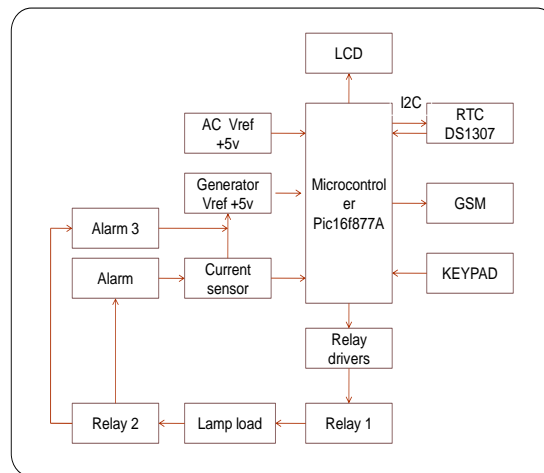 LCD
I2C
RTC
DS1307
AC Vref
+5v
Microcontrol
er
Pic16f877A
Generator
Vref +5v
GSM
Alarm 3
Alarm
Current
sensor
KEYPAD
Relay
drivers
Relay 2
Lamp load
Relay 1